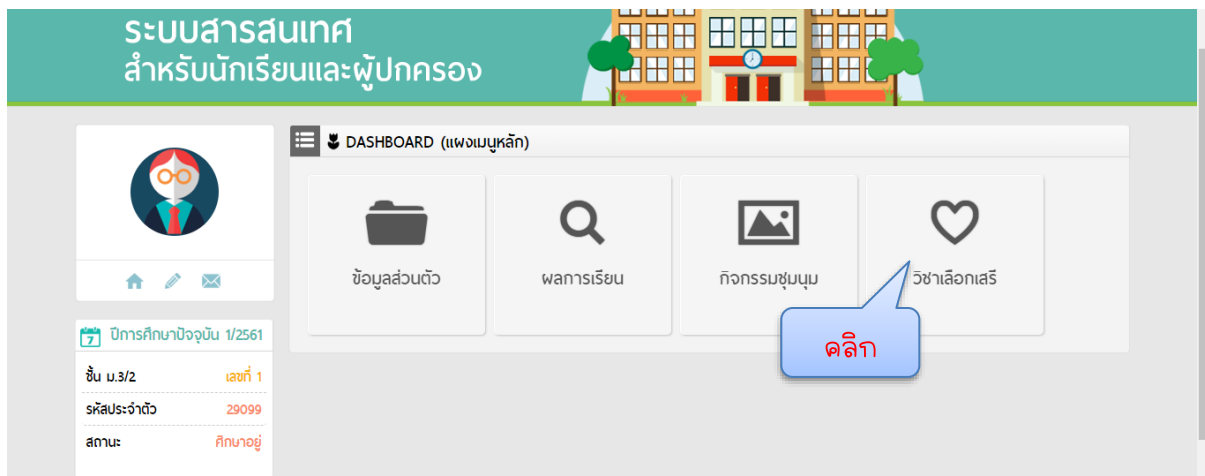 ระบบสารสนเทศ
สำหรับนักเรียนและผู้ปกครอง
DASHBOARD (แผงเมนูหลัก)
ข้อมูลส่วนตัว
ผลการเรียน
กิจกรรมชุมนุม
วิชาเลือกเสรี
คลิก
7 ปีการศึกษาปัจจุบัน 1/2561
ชั้น ม.3/2 เลขที่ 1
รหัสประจำตัว 29099
สถานะ ศึกษาอยู่